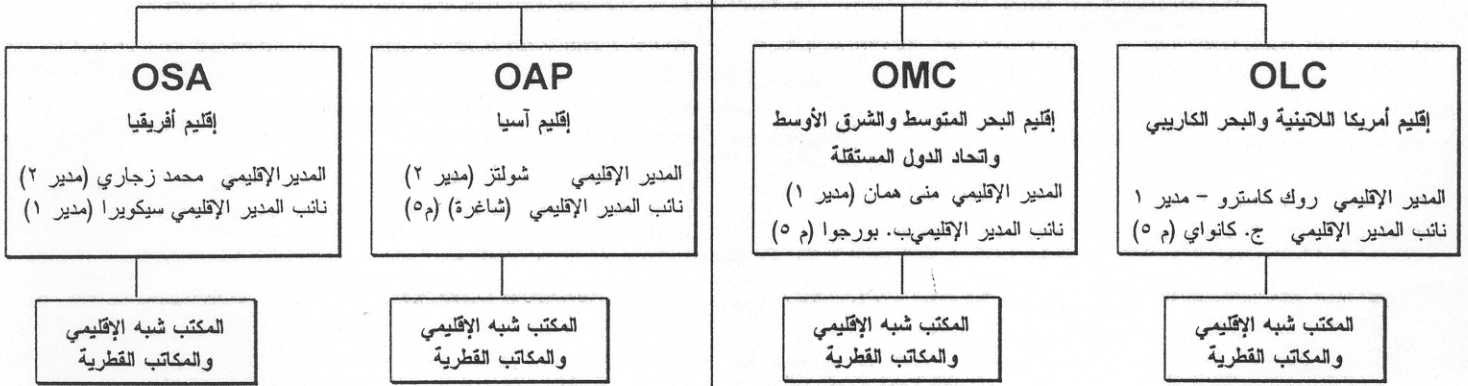 OSA
إقليم أفريقيا
المدير الإقليمي محمد زجاري (مدير ٢)
نائب المدير الإقليمي سيكويرا (مدير ١)
المكتب شبه الإقليمي
والمكاتب القطرية
OAP
إقليم آسيا
المدير الإقليمي شولتز (مدير ٢)
نائب المدير الإقليمي (شاغرة) (م٥)
المكتب شبه الإقليمي
والمكاتب القطرية
OMC
إقليم البحر المتوسط والشرق الأوسط
واتحاد الدول المستقلة
المدير الإقليمي منى همان (مدير ١)
نائب المدير الإقليمي ب. بورجوا (م ٥)
المكتب شبه الإقليمي
والمكاتب القطرية
OLC
إقليم أمريكا اللاتينية والبحر الكاريبي
المدير الإقليمي روك كاسترو – مدير ١
نائب المدير الإقليمي ج. كانواي (م ٥)
المكتب شبه الإقليمي
والمكاتب القطرية